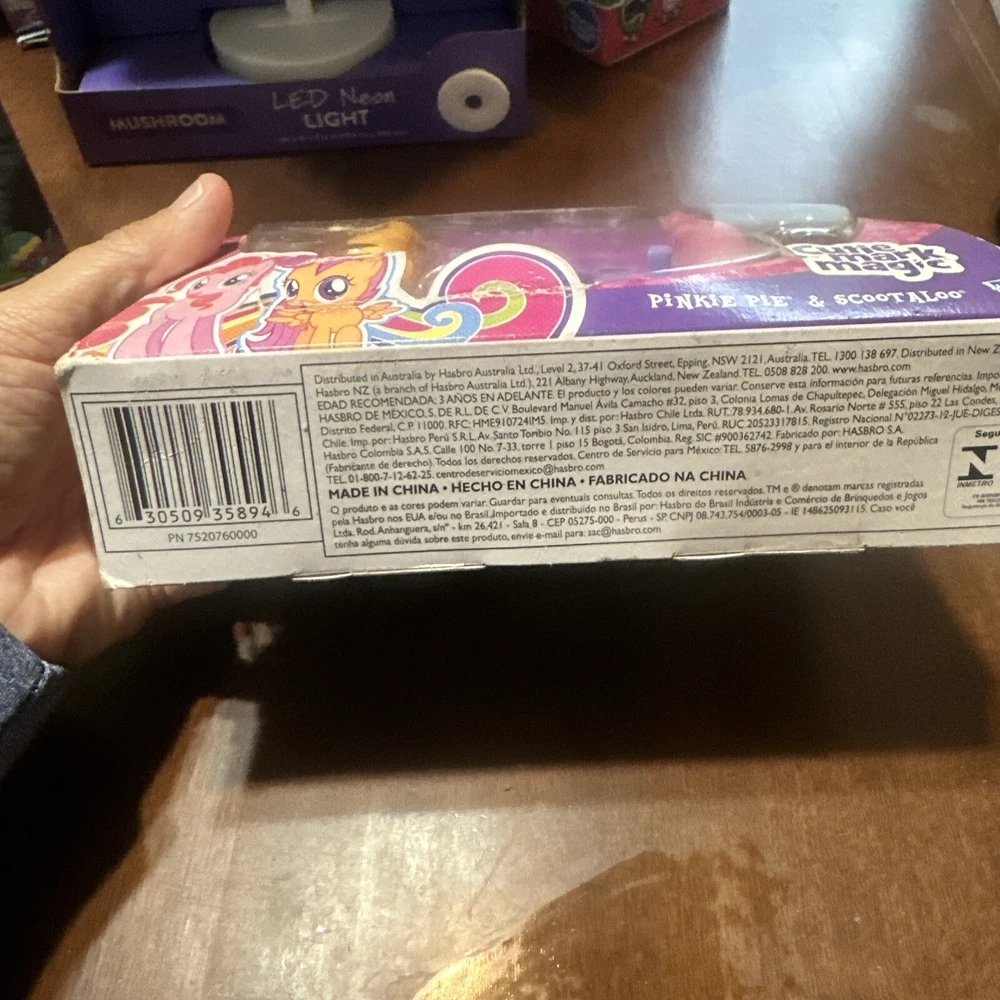 MUSHROOM
LED Neon
LIGHT
cutie
mark
magic
PINKIE PIE & SCOOTALOO
6 30509 35894 6
PN 7520760000
Distributed in Australia by Hasbro Australia Ltd., Level 2, 37-41 Oxford Street, Epping, NSW 2121, Australia. TEL. 1300 138 697. Distributed in New Z
Hasbro NZ (a branch of Hasbro Australia Ltd.), 221 Albany Highway, Auckland, New Zealand. TEL. 0508 828 200. www.hasbro.com
EDAD RECOMENDADA: 3 AÑOS EN ADELANTE. El producto y los colores pueden variar. Conserve esta información para futuras referencias. Impo
HASBRO DE MÉXICO, S. DE R.L. DE C.V. Boulevard Manuel Ávila Camacho #32, piso 3, Colonia Lomas de Chapultepec, Delegación Miguel Hidalgo, M
Distrito Federal, C.P. 11000. RFC: HME910724IMS. Imp. y dist. por: Hasbro Chile Ltda. RUT. 78.934.680-1. Av. Rosario Norte # 555, piso 22 Las Condes,
Chile. Imp. por: Hasbro Perú S.R.L. Av. Santo Toribio No. 115 piso 3 San Isidro, Lima, Perú. RUC 20523317815. Registro Nacional N°02273-12-JUE-DIGES
Hasbro Colombia S.A.S. Calle 100 No. 7-33, torre 1 piso 15 Bogotá, Colombia. Reg. SIC #900362742. Fabricado por: HASBRO S.A.
(Fabricante de derecho). Todos los derechos reservados. Centro de Servicio para México: TEL. 5876-2998 y para el interior de la República
TEL. 01-800-7-12-62-25. centrodeserviciomexico@hasbro.com
MADE IN CHINA • HECHO EN CHINA • FABRICADO NA CHINA
O produto e as cores podem variar. Guardar para eventuais consultas. Todos os direitos reservados. TM e ® denotam marcas registradas
pela Hasbro nos EUA e/ou no Brasil. Importado e distribuído no Brasil por: Hasbro do Brasil Indústria e Comércio de Brinquedos e Jogos
Ltda. Rod. Anhanguera, s/nº - km 26,421 - Sala B - CEP 05275-000 - Perus - SP. CNPJ 08.743.754/0003-05 - IE 148625093115. Caso você
tenha alguma dúvida sobre este produto, envie e-mail para: sac@hasbro.com
Segu
INMETRO